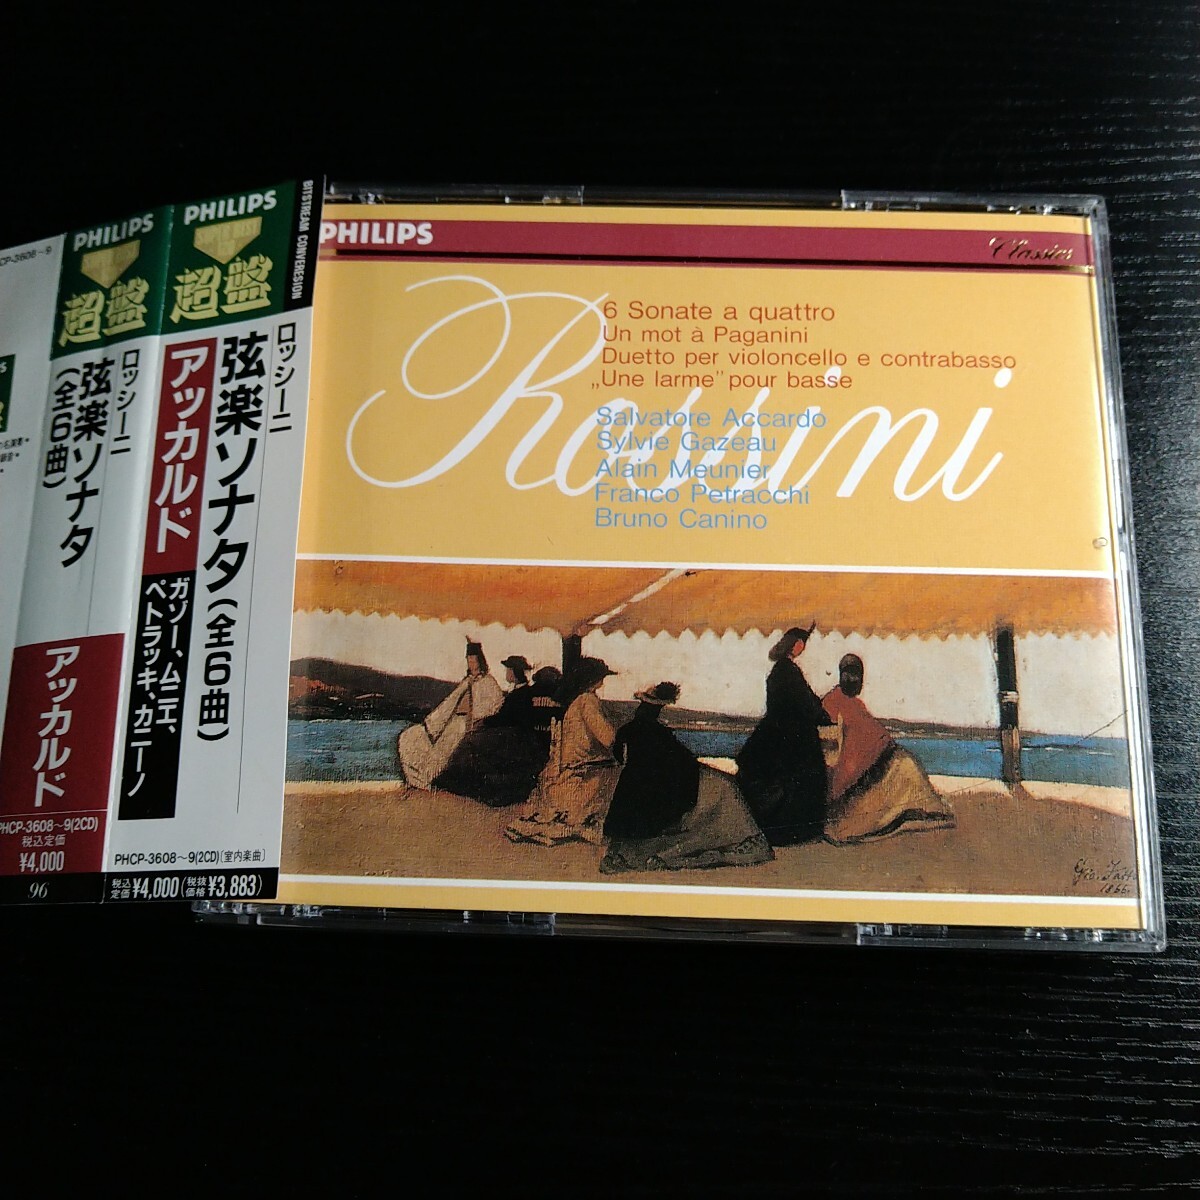 CP-3608～9
PHILIPS
超盤
ロッシーニ
弦楽ソナタ
(全6曲)
アッカルド
PHCP-3608～9(2CD)
税込定価
¥4,000
96
PHILIPS
超盤
BITSTREAM CONVERESION
ロッシーニ
弦楽ソナタ(全6曲)
アッカルド
ガゾー、ムニエ、
ペトラッキ、カニーノ
PHCP-3608～9(2CD)〔室内楽曲〕
税込定価¥4,000(税抜価格¥3,883)
PHILIPS
Classics
Rossini
6 Sonate a quattro
Un mot à Paganini
Duetto per violoncello e contrabasso
„Une larme” pour basse
Salvatore Accardo
Sylvie Gazeau
Alain Meunier
Franco Petracchi
Bruno Canino
1866